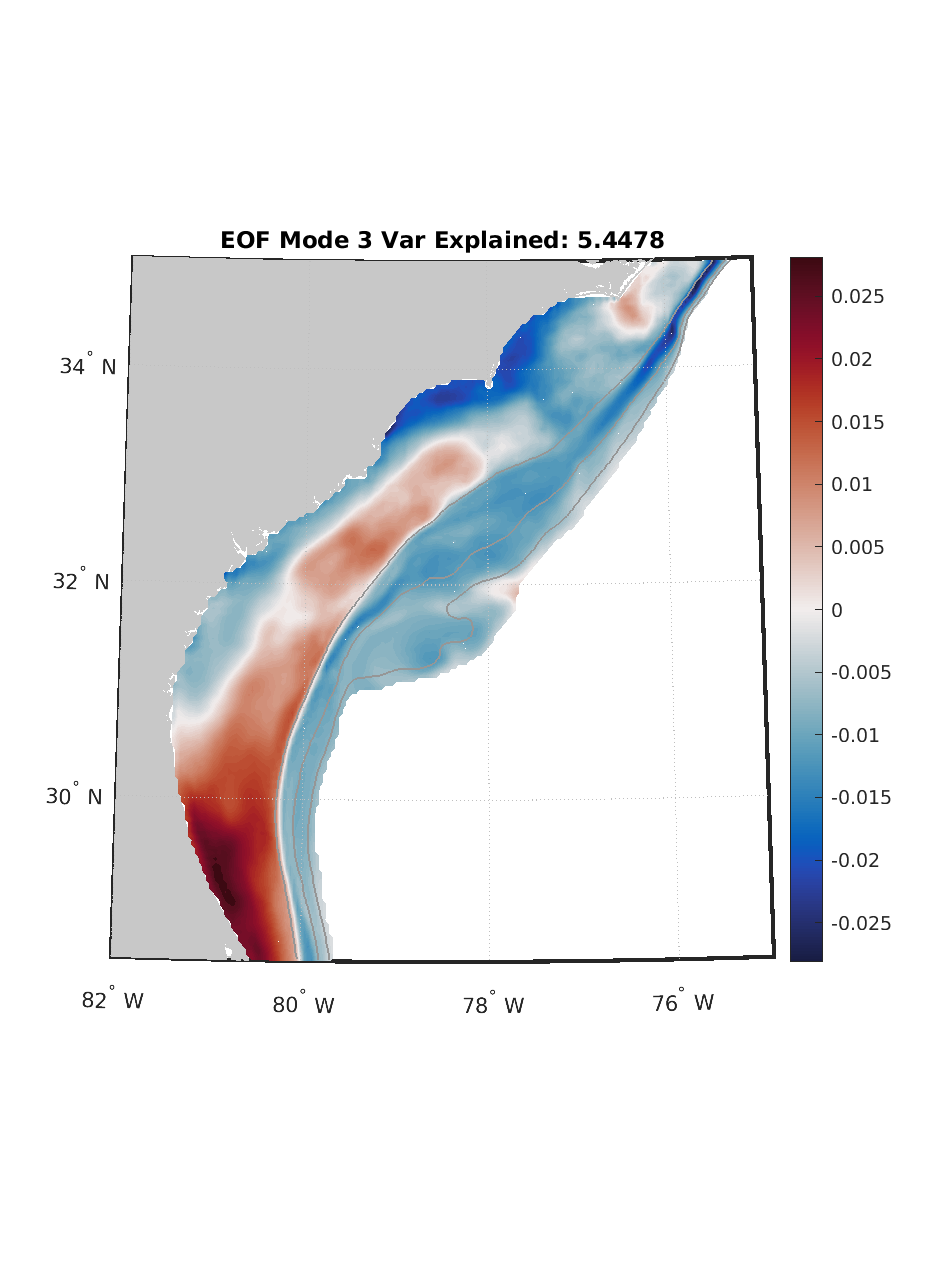 EOF Mode 3 Var Explained: 5.4478
34° N
32° N
30° N
82° W
80° W
78° W
76° W
0.025
0.02
0.015
0.01
0.005
0
-0.005
-0.01
-0.015
-0.02
-0.025